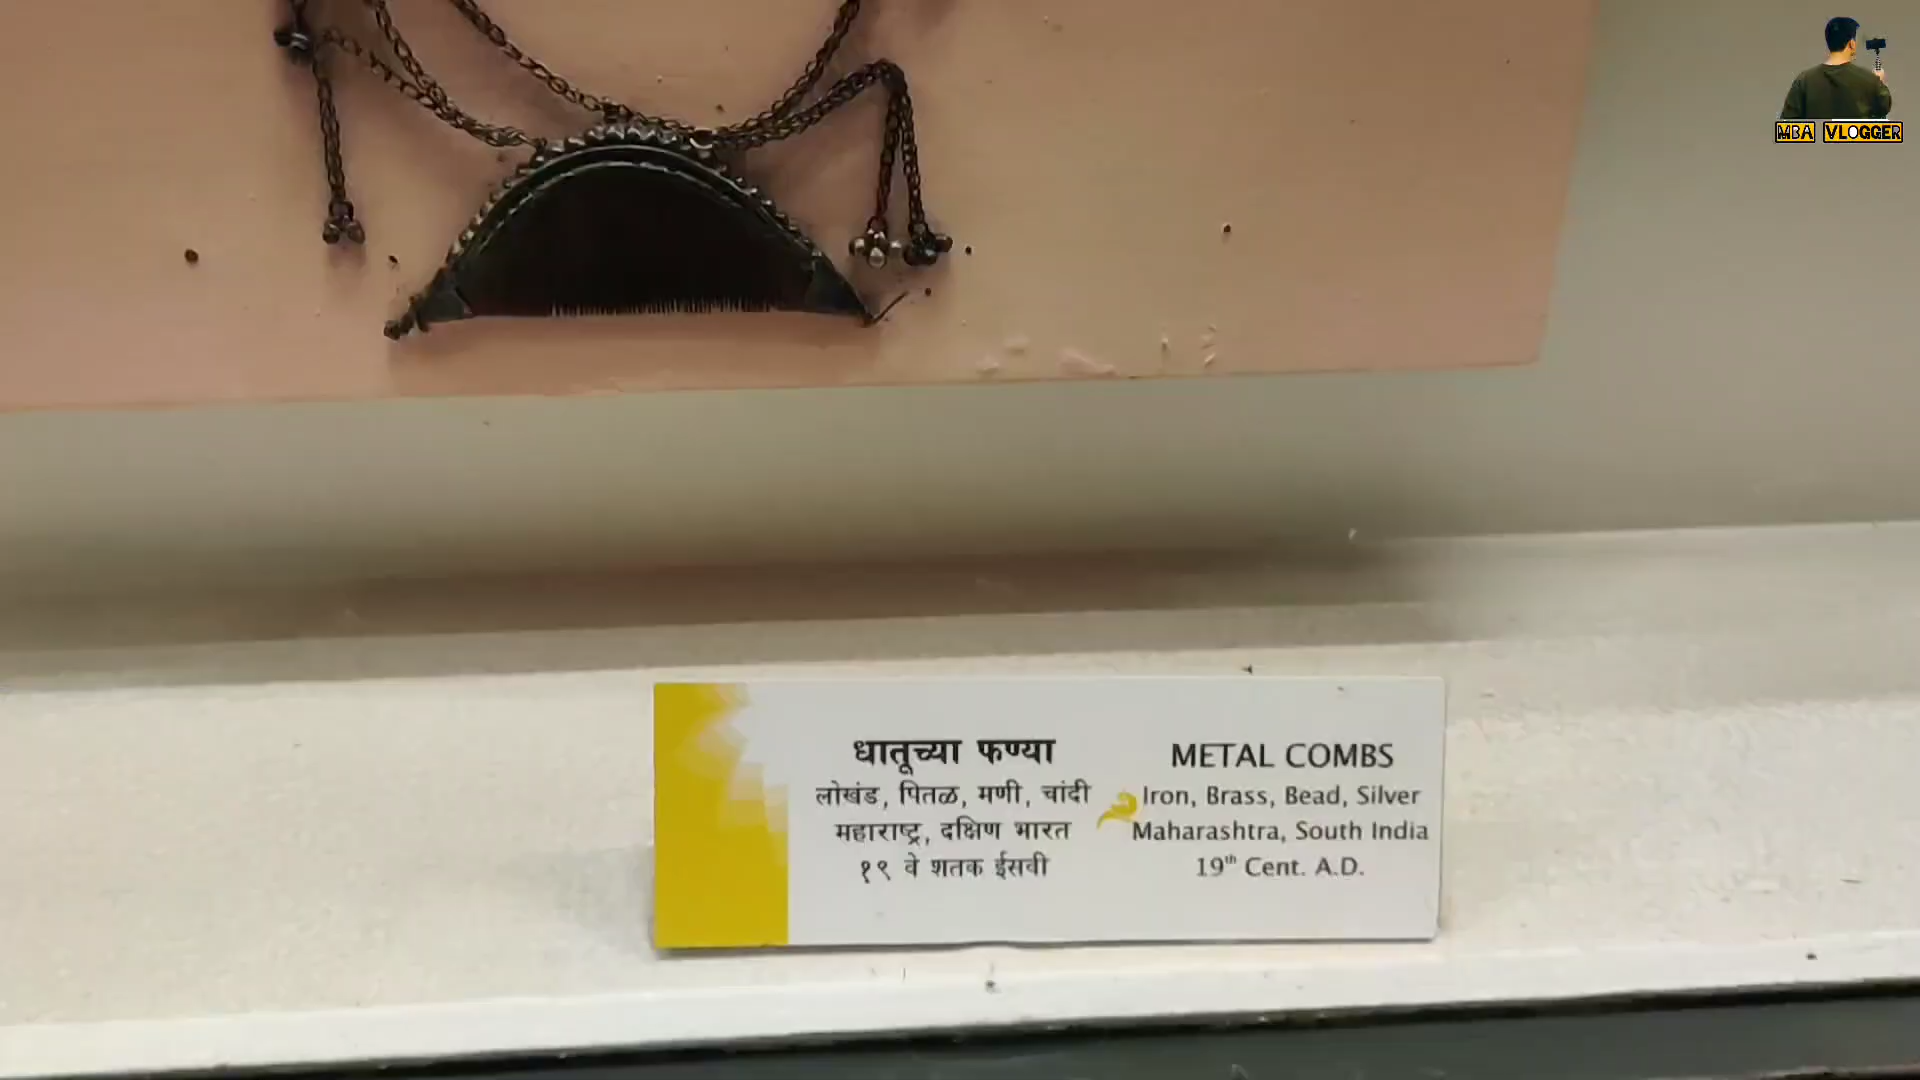 MBA VLOGGER
धातूच्या फण्या
लोखंड, पितळ, मणी, चांदी
महाराष्ट्र, दक्षिण भारत
१९ वे शतक ईसवी
METAL COMBS
Iron, Brass, Bead, Silver
Maharashtra, South India
19th Cent. A.D.